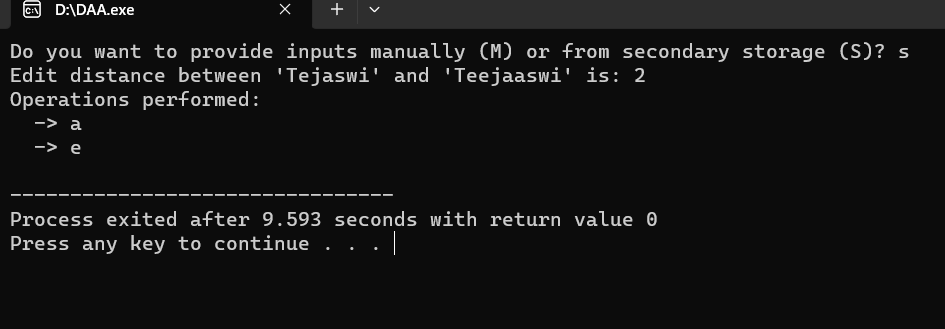 D:\DAA.exe
Do you want to provide inputs manually (M) or from secondary storage (S)? s
Edit distance between 'Tejaswi' and 'Teejaaswi' is: 2
Operations performed:
  -> a
  -> e
--------------------------------
Process exited after 9.593 seconds with return value 0
Press any key to continue . . .